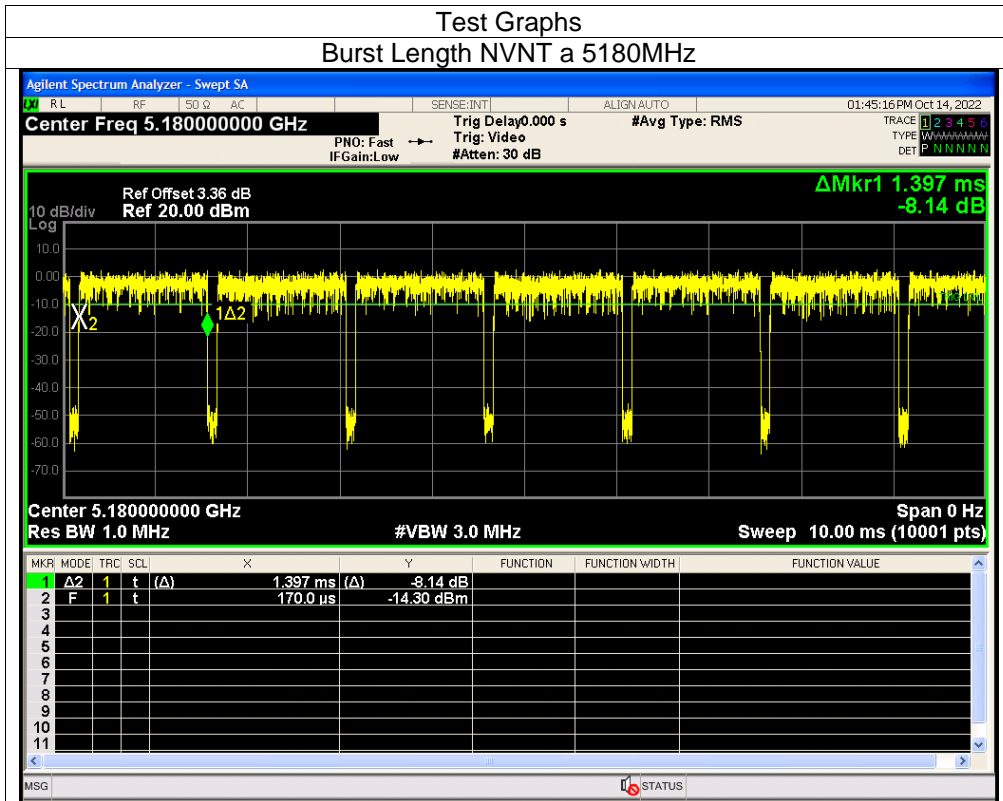 Test Graphs
Burst Length NVNT a 5180MHz
Agilent Spectrum Analyzer - Swept SA
LXI RL RF 50 Ω AC SENSE:INT ALIGN AUTO 01:45:16 PM Oct 14, 2022
Center Freq 5.180000000 GHz
PNO: Fast
IFGain:Low
Trig Delay0.000 s
Trig: Video
#Atten: 30 dB
#Avg Type: RMS
TRACE 1 2 3 4 5 6
TYPE WWWWWW
DET P N N N N N
ΔMkr1 1.397 ms
-8.14 dB
Ref Offset 3.36 dB
10 dB/div Ref 20.00 dBm
Log
10.0
0.00
-10.0
-20.0
-30.0
-40.0
-50.0
-60.0
-70.0
X2
1Δ2
Center 5.180000000 GHz Span 0 Hz
Res BW 1.0 MHz #VBW 3.0 MHz Sweep 10.00 ms (10001 pts)
MKR MODE TRC SCL X Y FUNCTION FUNCTION WIDTH FUNCTION VALUE
1 Δ2 1 t (Δ) 1.397 ms (Δ) -8.14 dB
2 F 1 t 170.0 µs -14.30 dBm
3
4
5
6
7
8
9
10
11
MSG STATUS